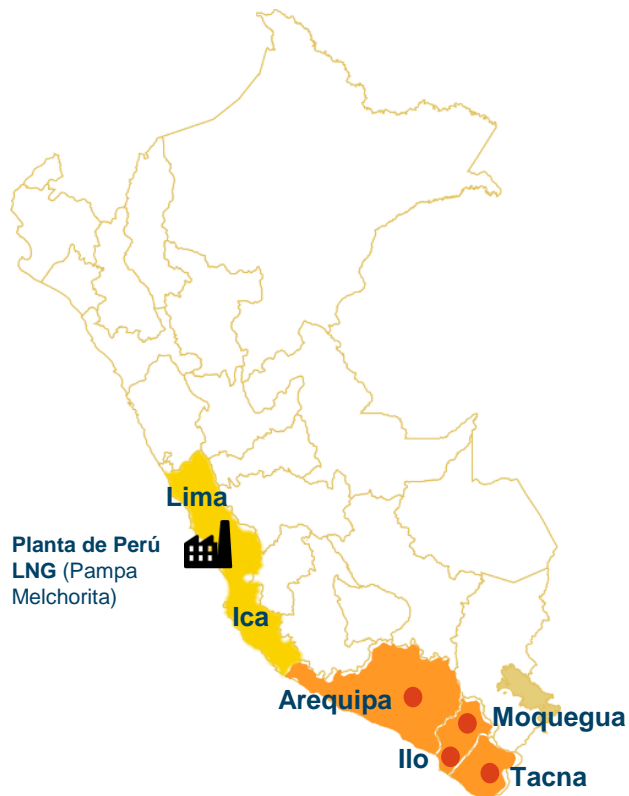 Lima
Planta de Perú
LNG (Pampa
Melchorita)
Ica
Arequipa
Moquegua
Ilo
Tacna